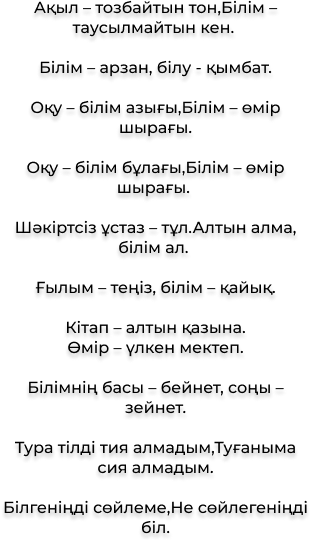 Ақыл – тозбайтын тон,Білім –
таусылмайтын кен.
Білім – арзан, білу - қымбат.
Оқу – білім азығы,Білім – өмір
шырағы.
Оқу – білім бұлағы,Білім – өмір
шырағы.
Шәкіртсіз ұстаз – тұл.Алтын алма,
білім ал.
Ғылым – теңіз, білім – қайық.
Кітап – алтын қазына.
Өмір – үлкен мектеп.
Білімнің басы – бейнет, соңы –
зейнет.
Тура тілді тия алмадым,Туғаныма
сия алмадым.
Білгеніңді сөйлеме,Не сөйлегеніңді
біл.